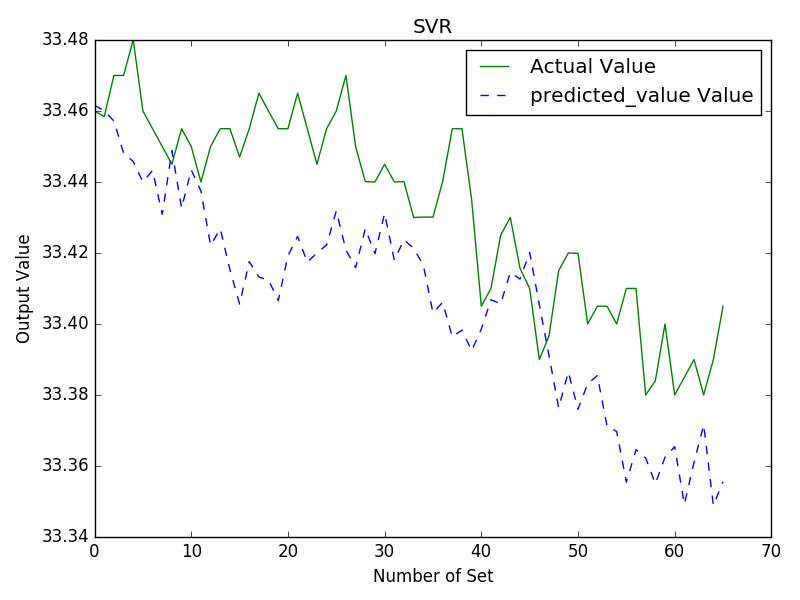 SVR
33.48
33.46
33.44
33.42
33.40
33.38
33.36
33.34
Output Value
Actual Value
predicted_value Value
0 10 20 30 40 50 60 70
Number of Set